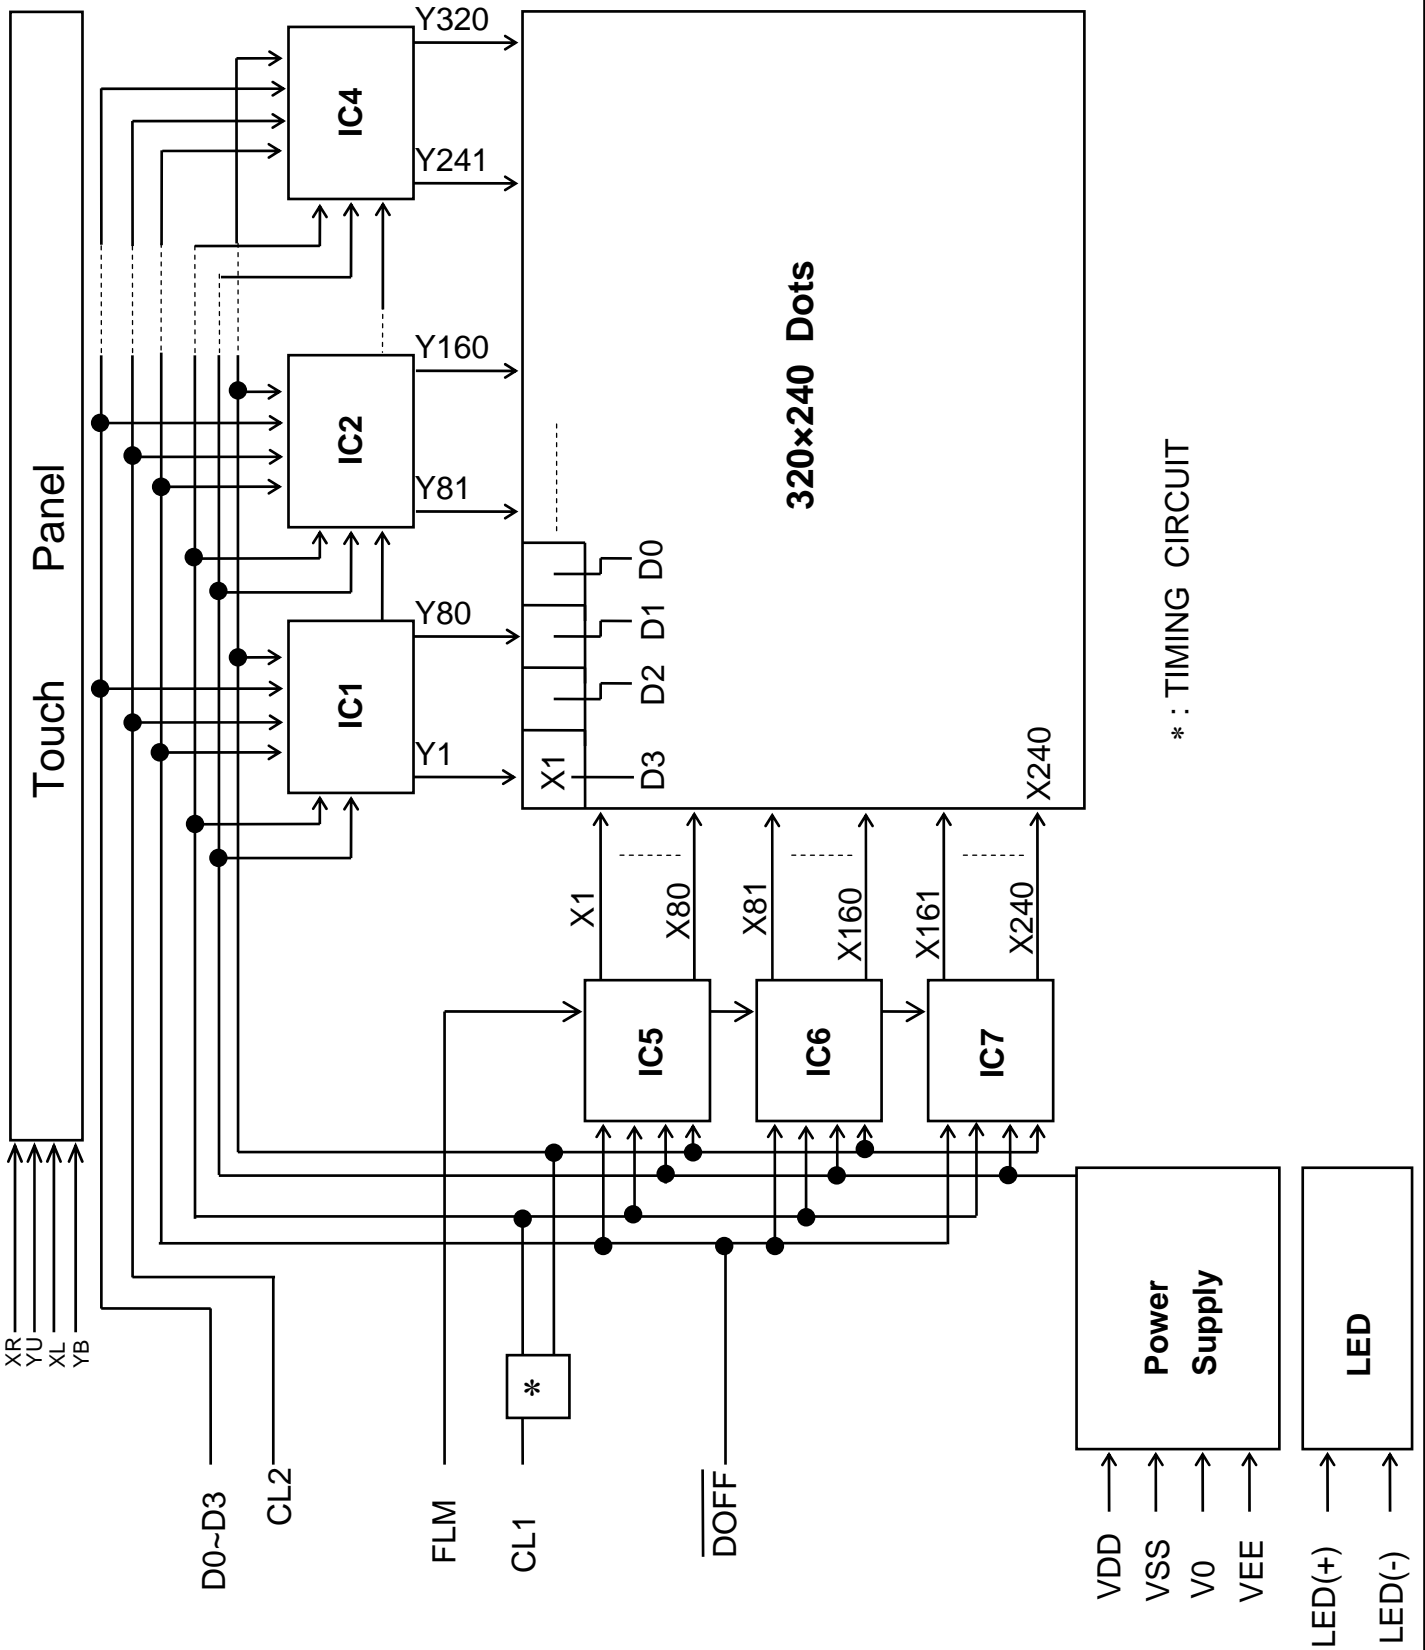 Touch Panel
XR
YU
XL
YB
D0~D3
CL2
FLM
CL1
*
DOFF
VDD
VSS
V0
VEE
LED(+)
LED(-)
Power
Supply
LED
IC1
IC2
IC4
Y1
Y80
Y81
Y160
Y241
Y320
IC5
IC6
IC7
X1
X80
X81
X160
X161
X240
X1
D3
D2
D1
D0
X240
320×240 Dots
* : TIMING CIRCUIT